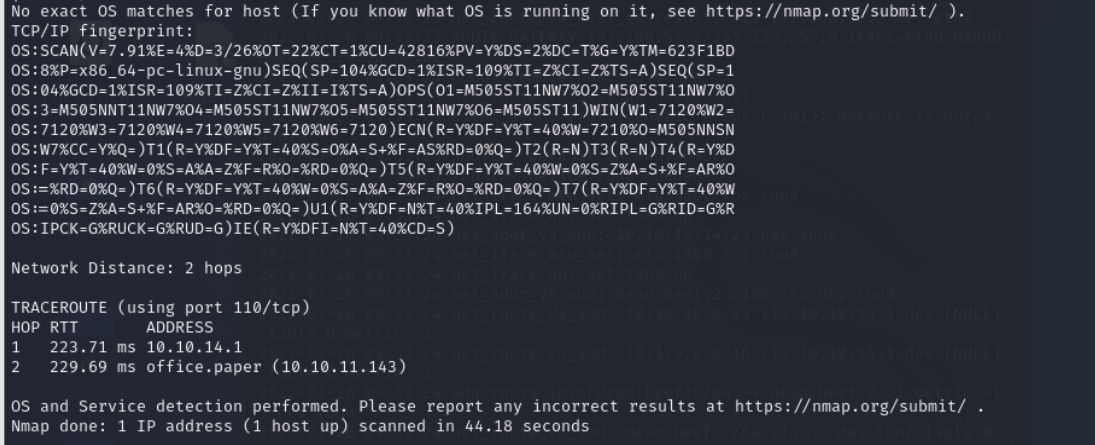 No exact OS matches for host (If you know what OS is running on it, see https://nmap.org/submit/ ).
TCP/IP fingerprint:
OS:SCAN(V=7.91%E=4%D=3/26%OT=22%CT=1%CU=42816%PV=Y%DS=2%DC=T%G=Y%TM=623F1BD
OS:8%P=x86_64-pc-linux-gnu)SEQ(SP=104%GCD=1%ISR=109%TI=Z%CI=Z%TS=A)SEQ(SP=1
OS:04%GCD=1%ISR=109%TI=Z%CI=Z%II=I%TS=A)OPS(O1=M505ST11NW7%O2=M505ST11NW7%O
OS:3=M505NNT11NW7%O4=M505ST11NW7%O5=M505ST11NW7%O6=M505ST11)WIN(W1=7120%W2=
OS:7120%W3=7120%W4=7120%W5=7120%W6=7120)ECN(R=Y%DF=Y%T=40%W=7210%O=M505NNSN
OS:W7%CC=Y%Q=)T1(R=Y%DF=Y%T=40%S=O%A=S+%F=AS%RD=0%Q=)T2(R=N)T3(R=N)T4(R=Y%D
OS:F=Y%T=40%W=0%S=A%A=Z%F=R%O=%RD=0%Q=)T5(R=Y%DF=Y%T=40%W=0%S=Z%A=S+%F=AR%O
OS:=%RD=0%Q=)T6(R=Y%DF=Y%T=40%W=0%S=A%A=Z%F=R%O=%RD=0%Q=)T7(R=Y%DF=Y%T=40%W
OS:=0%S=Z%A=S+%F=AR%O=%RD=0%Q=)U1(R=Y%DF=N%T=40%IPL=164%UN=0%RIPL=G%RID=G%R
OS:IPCK=G%RUCK=G%RUD=G)IE(R=Y%DFI=N%T=40%CD=S)
Network Distance: 2 hops
TRACEROUTE (using port 110/tcp)
HOP RTT ADDRESS
1 223.71 ms 10.10.14.1
2 229.69 ms office.paper (10.10.11.143)
OS and Service detection performed. Please report any incorrect results at https://nmap.org/submit/ .
Nmap done: 1 IP address (1 host up) scanned in 44.18 seconds